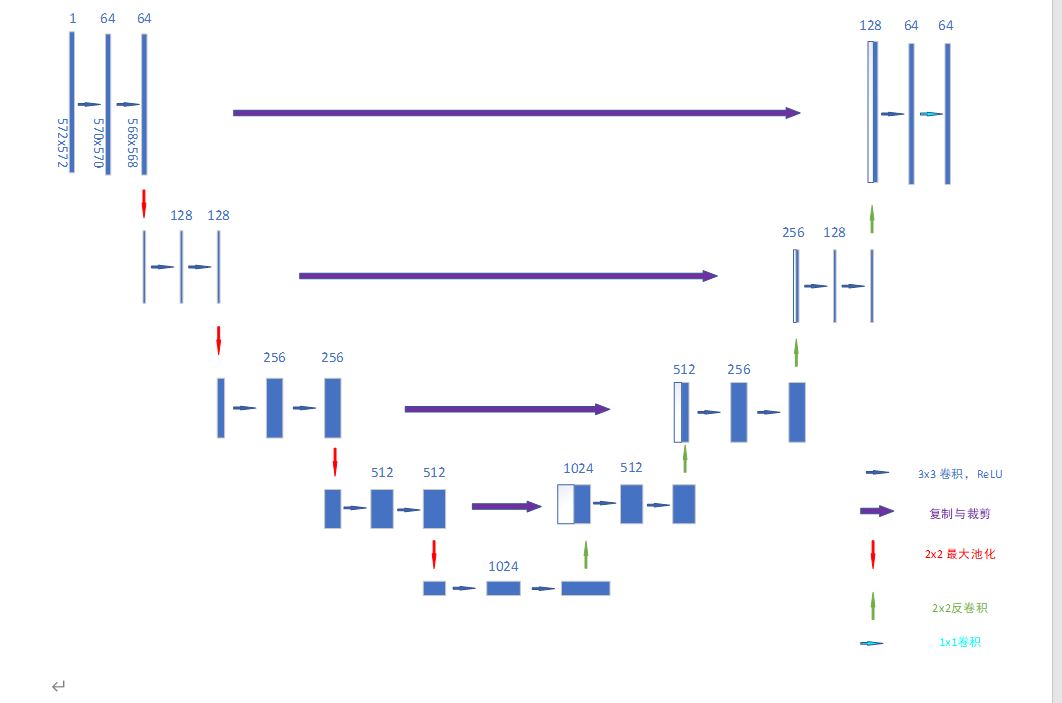 1 64 64
128 64 64
572x572
570x570
568x568
128 128
256 128
256 256
512 256
512 512
1024 512
1024
3x3 卷积，ReLU
复制与裁剪
2x2 最大池化
2x2反卷积
1x1卷积